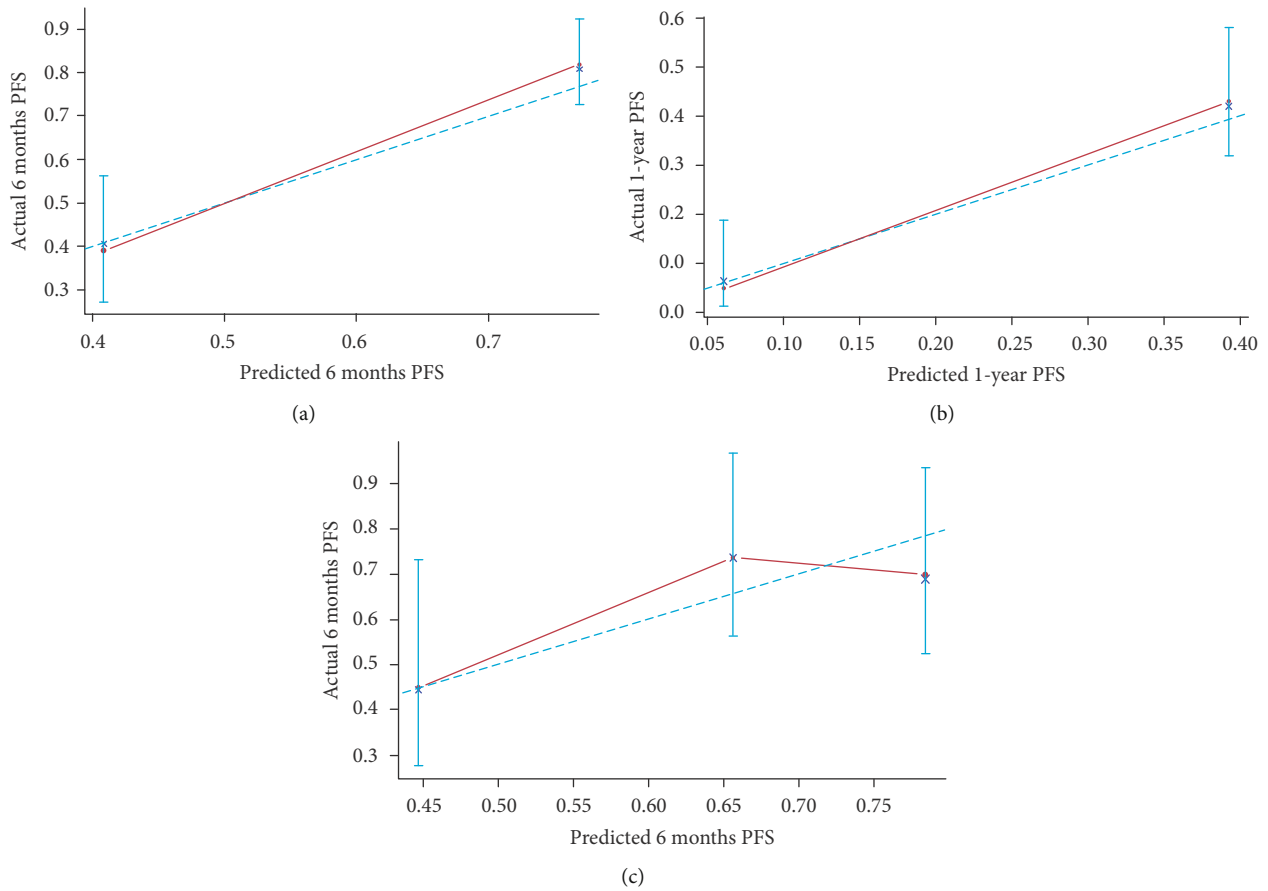 0.9
0.8
0.7
0.6
0.5
0.4
0.3
Actual 6 months PFS
0.4 0.5 0.6 0.7
Predicted 6 months PFS
(a)
0.6
0.5
0.4
0.3
0.2
0.0
0.0
Actual 1-year PFS
0.05 0.10 0.15 0.20 0.25 0.30 0.35 0.40
Predicted 1-year PFS
(b)
0.9
0.8
0.7
0.6
0.5
0.4
0.3
Actual 6 months PFS
0.45 0.50 0.55 0.60 0.65 0.70 0.75
Predicted 6 months PFS
(c)